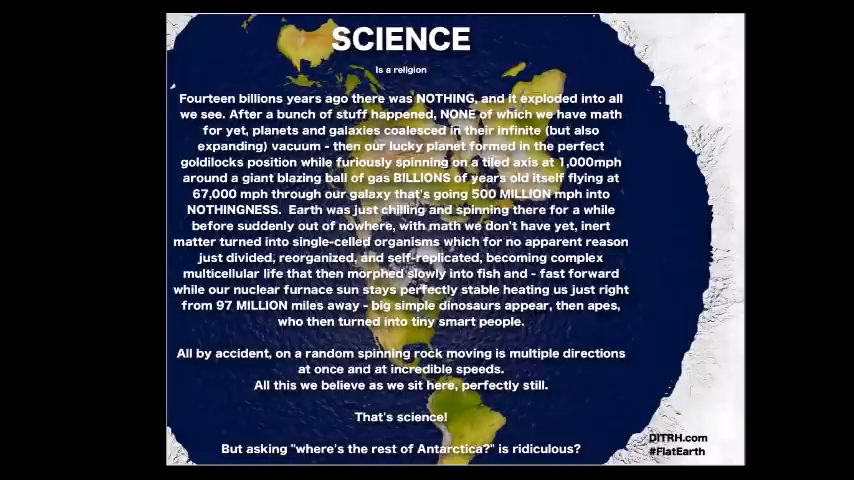 SCIENCE
Is a religion
Fourteen billions years ago there was NOTHING, and it exploded into all
we see. After a bunch of stuff happened, NONE of which we have math
for yet, planets and galaxies coalesced in their infinite (but also
expanding) vacuum - then our lucky planet formed in the perfect
goldilocks position while furiously spinning on a tiled axis at 1,000mph
around a giant blazing ball of gas BILLIONS of years old itself flying at
67,000 mph through our galaxy that's going 500 MILLION mph into
NOTHINGNESS. Earth was just chilling and spinning there for a while
before suddenly out of nowhere, with math we don't have yet, inert
matter turned into single-celled organisms which for no apparent reason
just divided, reorganized, and self-replicated, becoming complex
multicellular life that then morphed slowly into fish and - fast forward
while our nuclear furnace sun stays perfectly stable heating us just right
from 97 MILLION miles away - big simple dinosaurs appear, then apes,
who then turned into tiny smart people.
All by accident, on a random spinning rock moving is multiple directions
at once and at incredible speeds.
All this we believe as we sit here, perfectly still.
That's science!
But asking "where's the rest of Antarctica?" is ridiculous?
DITRH.com
#FlatEarth